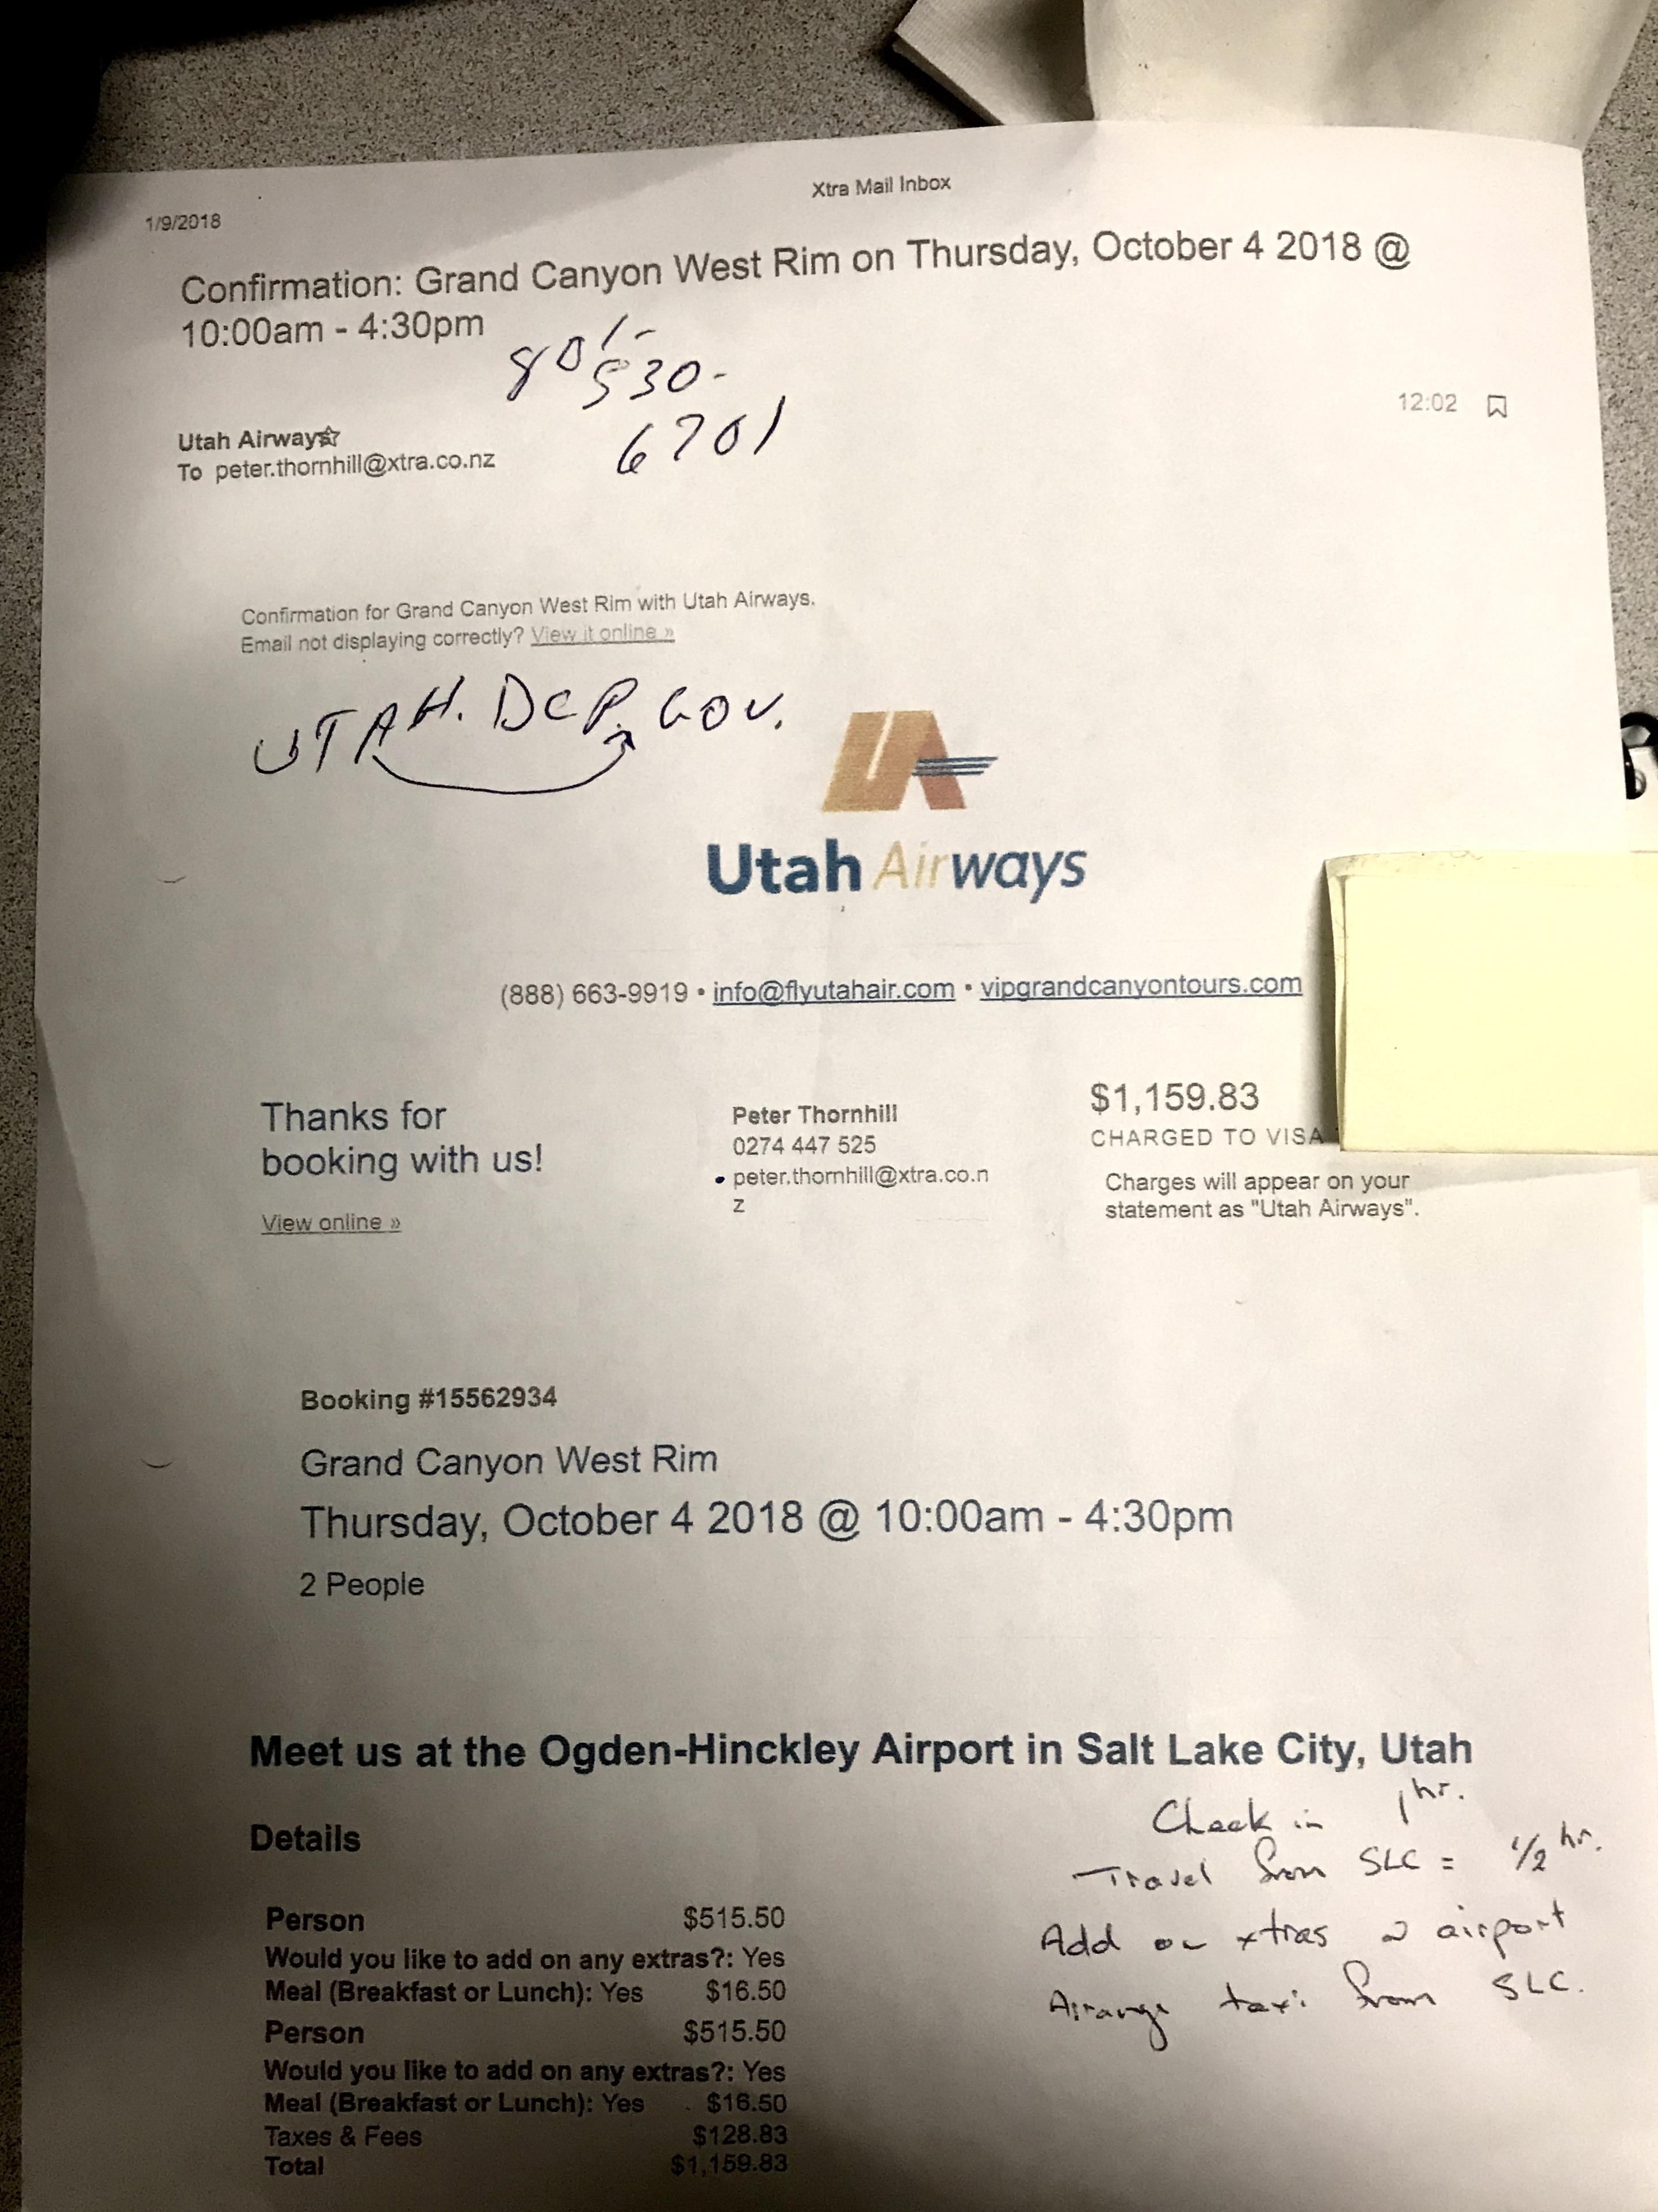 Xtra Mail Inbox
1/9/2018
Confirmation: Grand Canyon West Rim on Thursday, October 4 2018 @
10:00am - 4:30pm
801-
530-
6701
12:02
Utah Airways
To peter.thornhill@xtra.co.nz
Confirmation for Grand Canyon West Rim with Utah Airways.
Email not displaying correctly? View it online »
UTAH. DCP. GOV.
UA
Utah Airways
(888) 663-9919 • info@flyutahair.com • vipgrandcanyontours.com
Thanks for
booking with us!
View online »
Peter Thornhill
0274 447 525
peter.thornhill@xtra.co.n
z
$1,159.83
CHARGED TO VISA
Charges will appear on your
statement as "Utah Airways".
Booking #15562934
Grand Canyon West Rim
Thursday, October 4 2018 @ 10:00am - 4:30pm
2 People
Meet us at the Ogden-Hinckley Airport in Salt Lake City, Utah
Check in 1 hr.
Travel from SLC = 1/2 hr.
Add on xtras @ airport
Arrange taxi from SLC.
Details
Person $515.50
Would you like to add on any extras?: Yes
Meal (Breakfast or Lunch): Yes $16.50
Person $515.50
Would you like to add on any extras?: Yes
Meal (Breakfast or Lunch): Yes $16.50
Taxes & Fees $128.83
Total $1,159.83